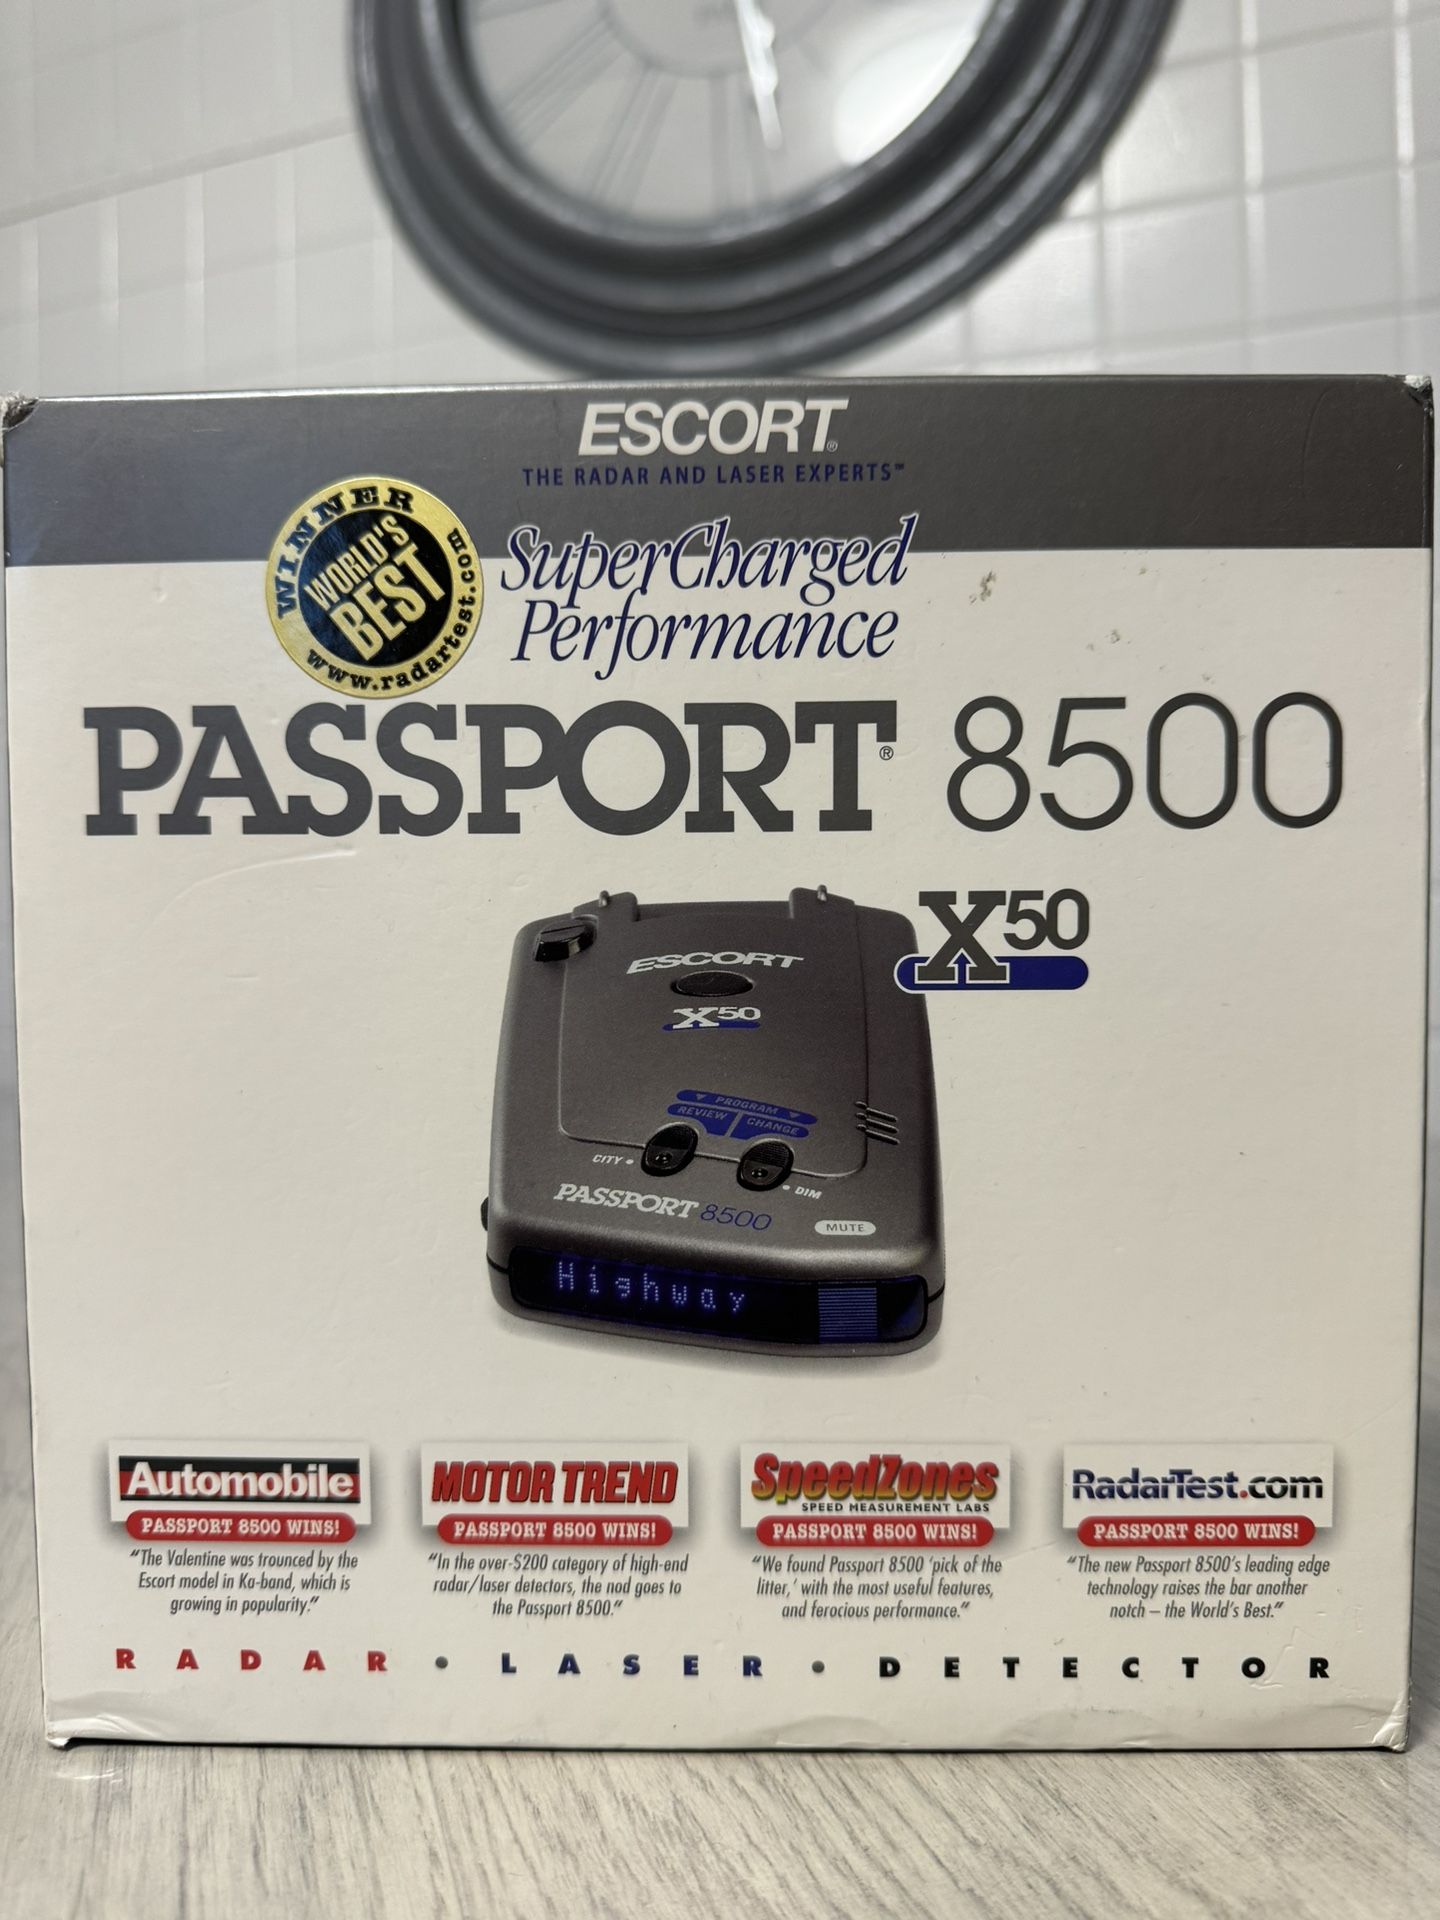 ESCORT®
THE RADAR AND LASER EXPERTS™
WINNER
WORLD'S
BEST
www.radartest.com
SuperCharged
Performance
PASSPORT® 8500
X50
ESCORT
X50
PROGRAM
REVIEW CHANGE
CITY
DIM
PASSPORT 8500
MUTE
Highway
Automobile
PASSPORT 8500 WINS!
"The Valentine was trounced by the
Escort model in Ka-band, which is
growing in popularity."
MOTOR TREND
PASSPORT 8500 WINS!
"In the over-$200 category of high-end
radar/laser detectors, the nod goes to
the Passport 8500."
SpeedZones
SPEED MEASUREMENT LABS
PASSPORT 8500 WINS!
"We found Passport 8500 'pick of the
litter,' with the most useful features,
and ferocious performance."
RadarTest.com
PASSPORT 8500 WINS!
"The new Passport 8500's leading edge
technology raises the bar another
notch – the World's Best."
RADAR • LASER • DETECTOR